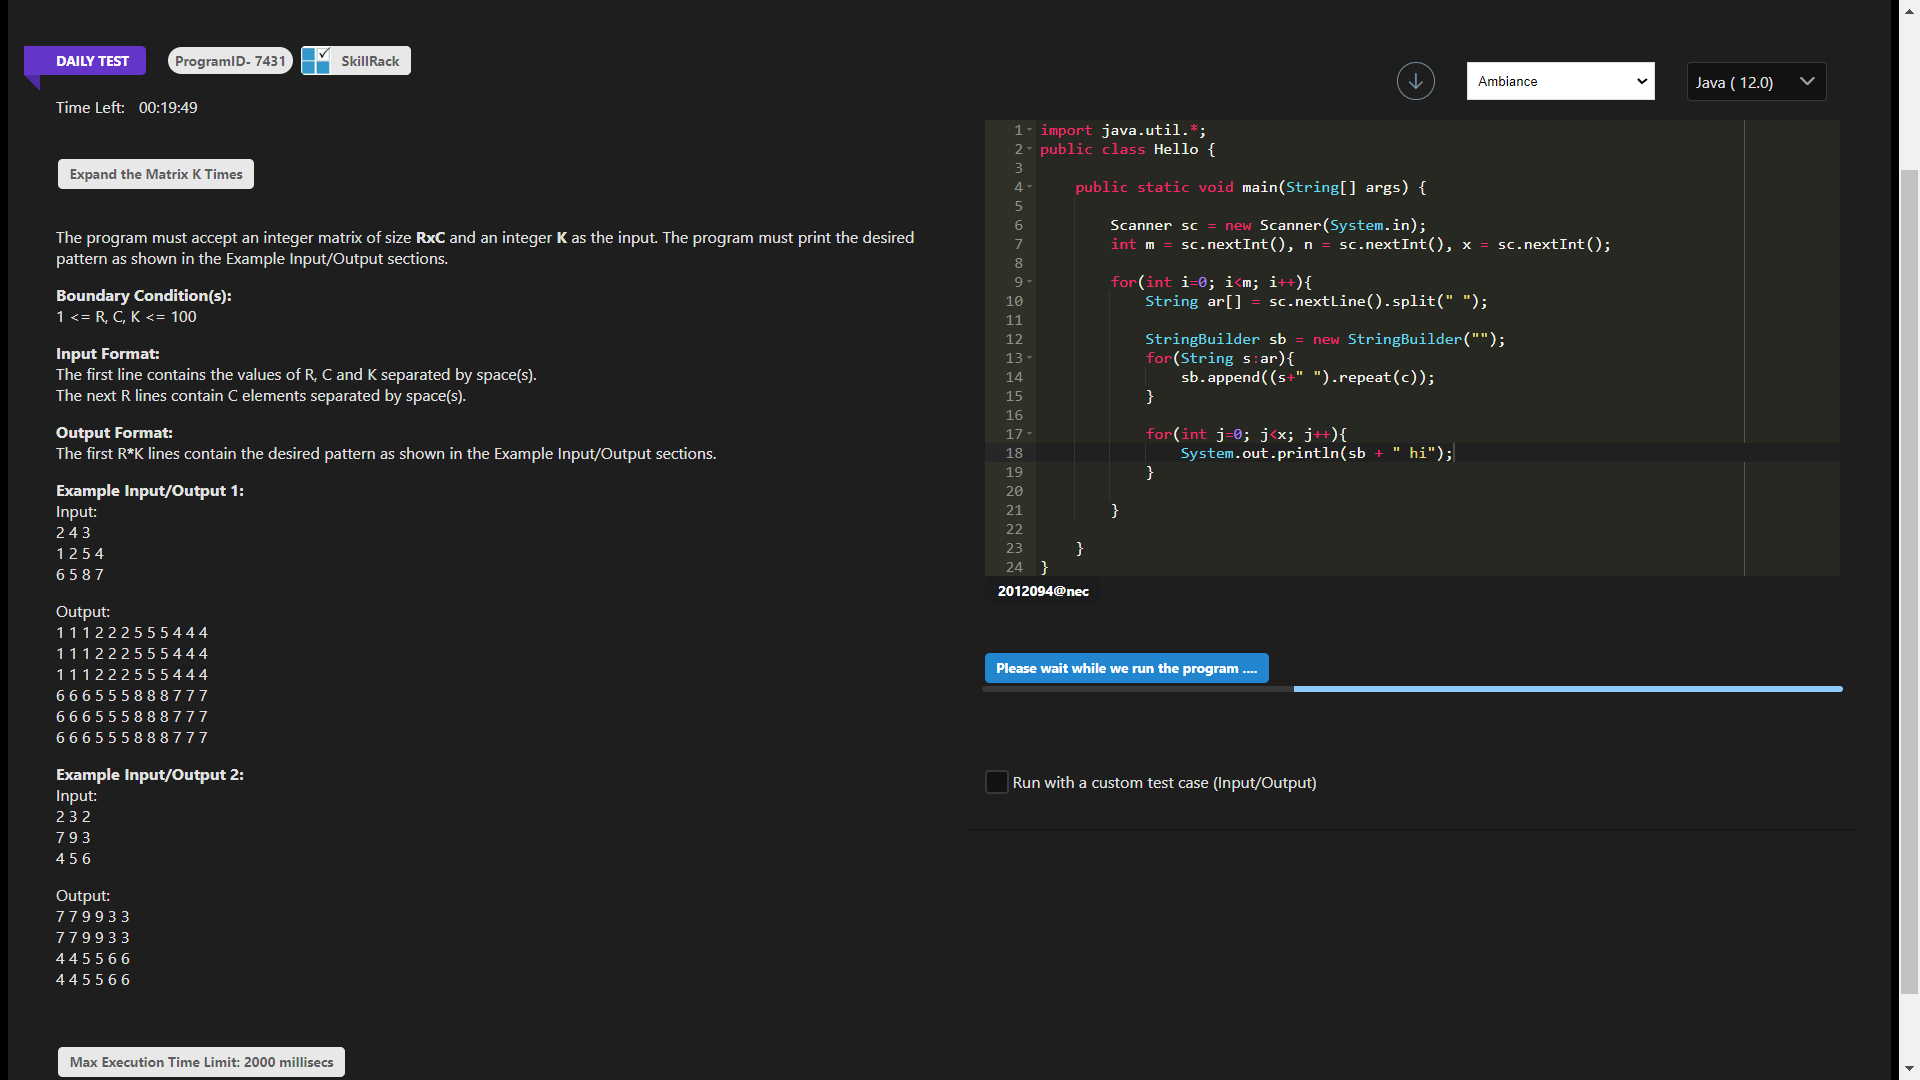 DAILY TEST
ProgramID- 7431
SkillRack
Time Left: 00:19:49
Expand the Matrix K Times
The program must accept an integer matrix of size RxC and an integer K as the input. The program must print the desired
pattern as shown in the Example Input/Output sections.
Boundary Condition(s):
1 <= R, C, K <= 100
Input Format:
The first line contains the values of R, C and K separated by space(s).
The next R lines contain C elements separated by space(s).
Output Format:
The first R*K lines contain the desired pattern as shown in the Example Input/Output sections.
Example Input/Output 1:
Input:
2 4 3
1 2 5 4
6 5 8 7
Output:
1 1 1 2 2 2 5 5 5 4 4 4
1 1 1 2 2 2 5 5 5 4 4 4
1 1 1 2 2 2 5 5 5 4 4 4
6 6 6 5 5 5 8 8 8 7 7 7
6 6 6 5 5 5 8 8 8 7 7 7
6 6 6 5 5 5 8 8 8 7 7 7
Example Input/Output 2:
Input:
2 3 2
7 9 3
4 5 6
Output:
7 7 9 9 3 3
7 7 9 9 3 3
4 4 5 5 6 6
4 4 5 5 6 6
Max Execution Time Limit: 2000 millisecs
Ambiance
Java ( 12.0)
1 import java.util.*;
2 public class Hello {
3
4     public static void main(String[] args) {
5
6         Scanner sc = new Scanner(System.in);
7         int m = sc.nextInt(), n = sc.nextInt(), x = sc.nextInt();
8
9         for(int i=0; i<m; i++){
10             String ar[] = sc.nextLine().split(" ");
11
12             StringBuilder sb = new StringBuilder("");
13             for(String s:ar){
14                 sb.append((s+" ").repeat(c));
15             }
16
17             for(int j=0; j<x; j++){
18                 System.out.println(sb + " hi");
19             }
20
21         }
22
23     }
24 }
2012094@nec
Please wait while we run the program ....
Run with a custom test case (Input/Output)